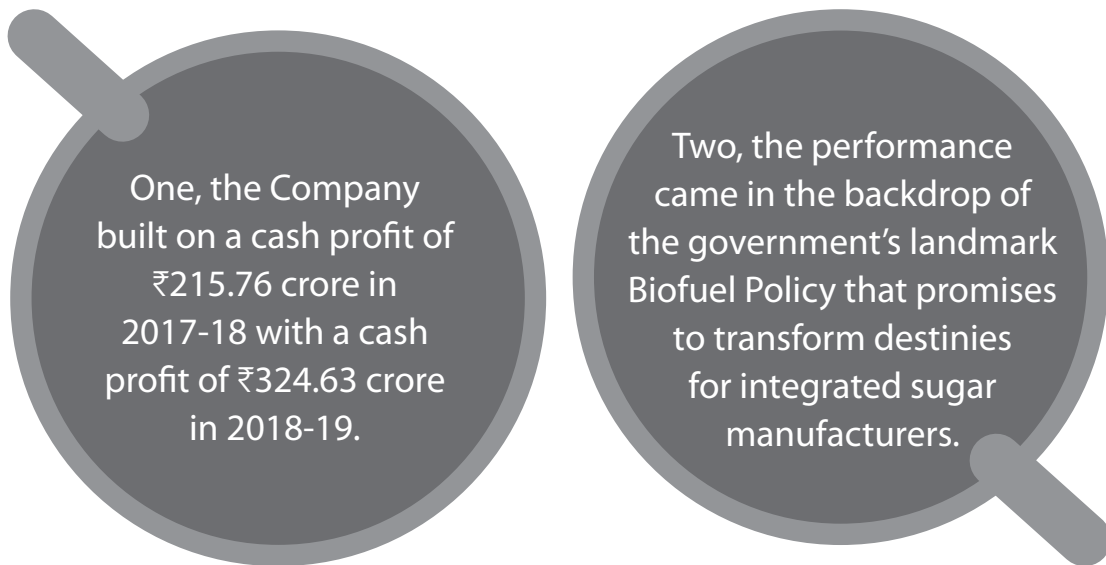 One, the Company
built on a cash profit of
₹215.76 crore in
2017-18 with a cash
profit of ₹324.63 crore
in 2018-19.
Two, the performance
came in the backdrop of
the government’s landmark
Biofuel Policy that promises
to transform destinies
for integrated sugar
manufacturers.